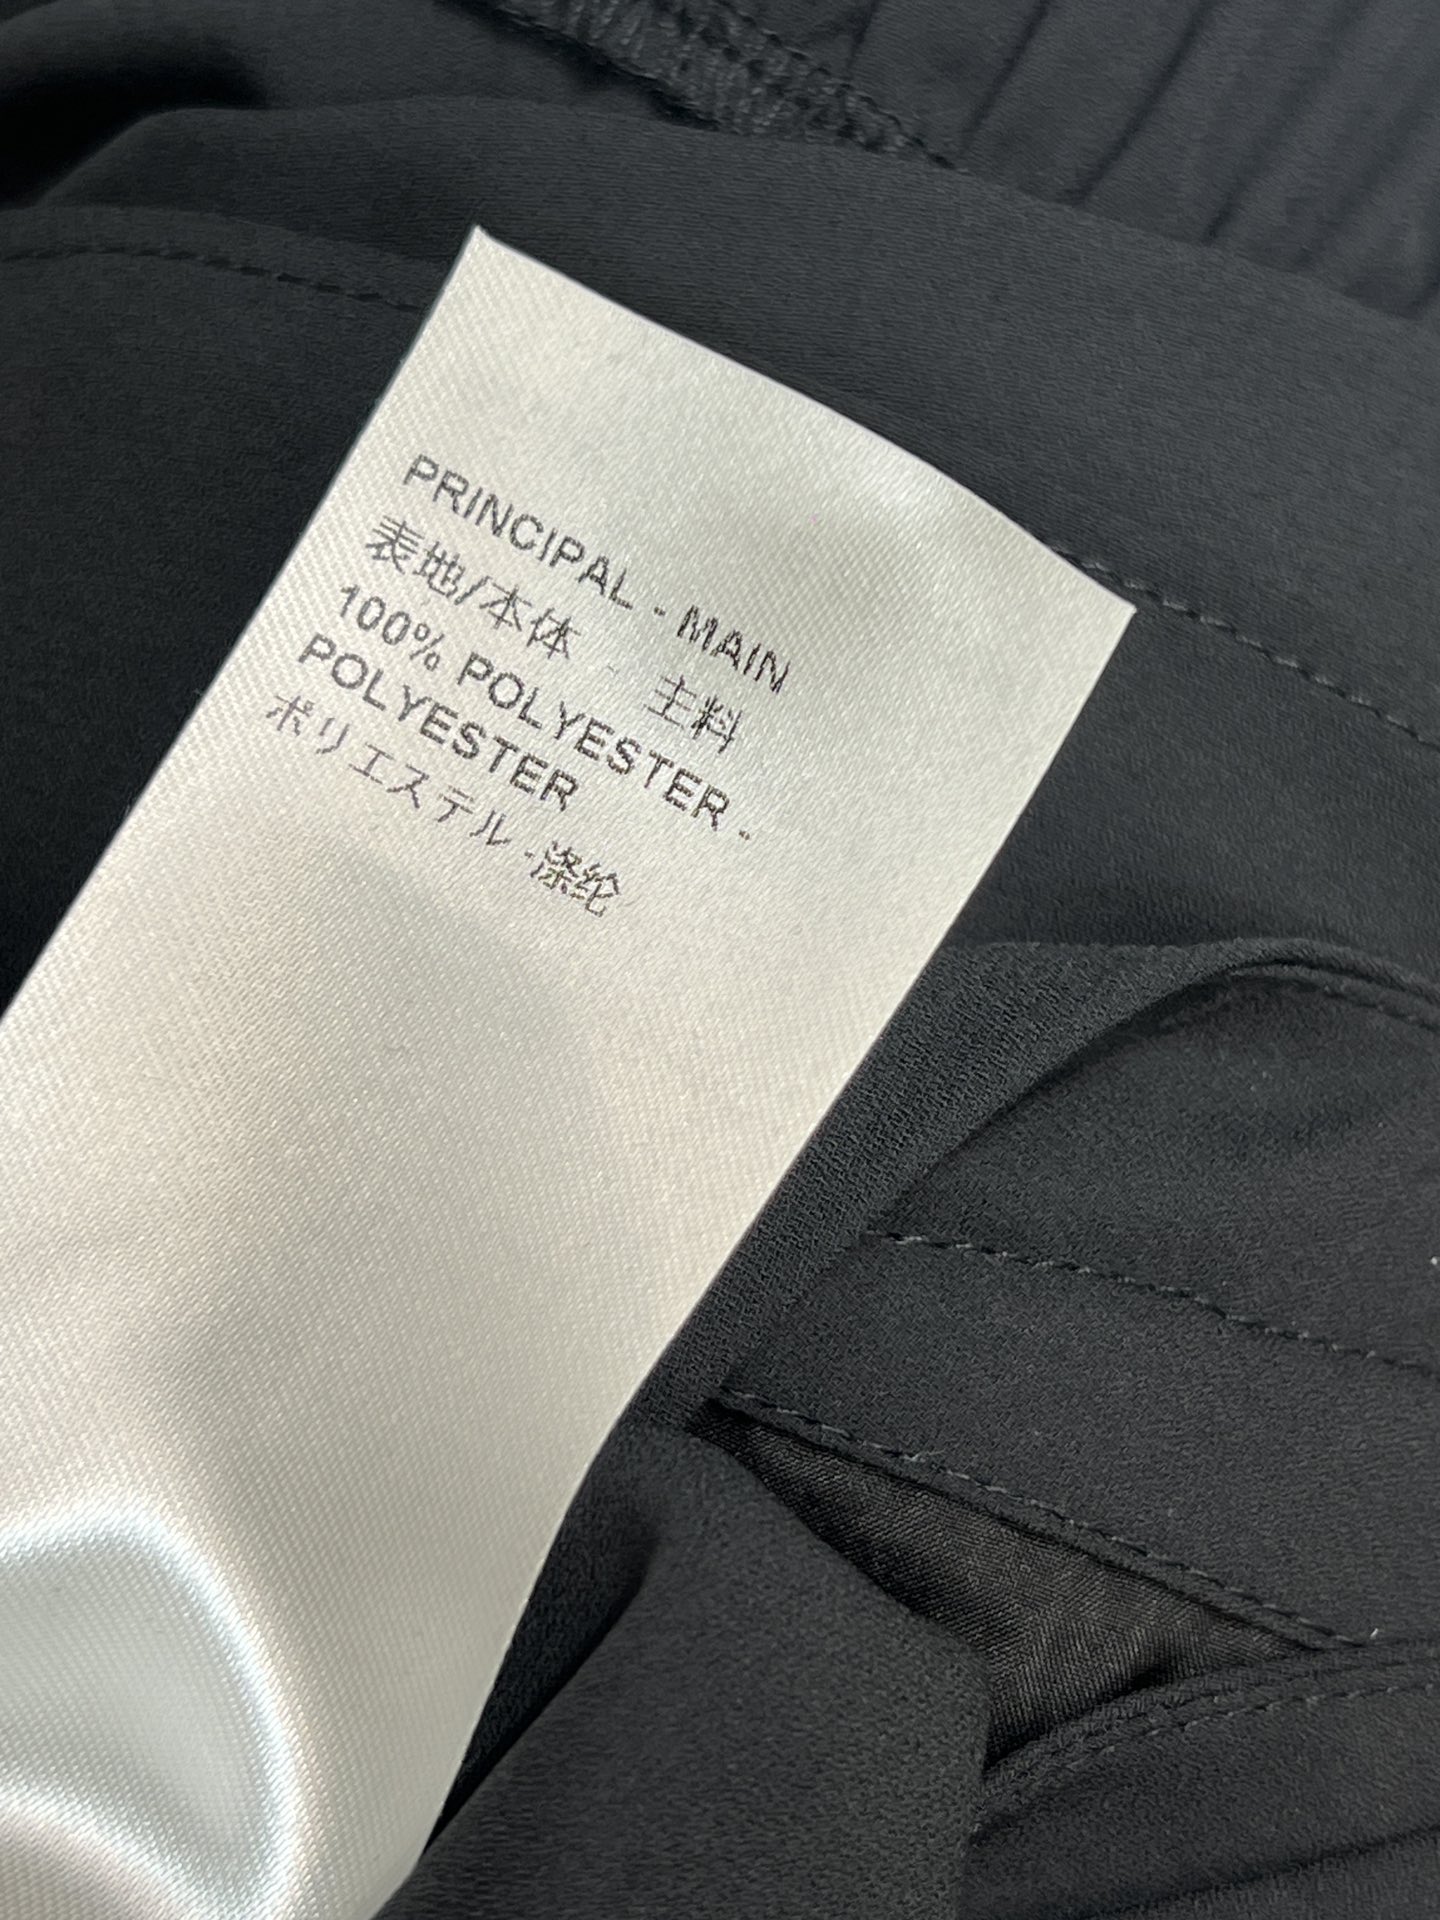 PRINCIPAL - MAIN
表地/本体 - 主料
100% POLYESTER -
POLYESTER
ポリエステル -涤纶